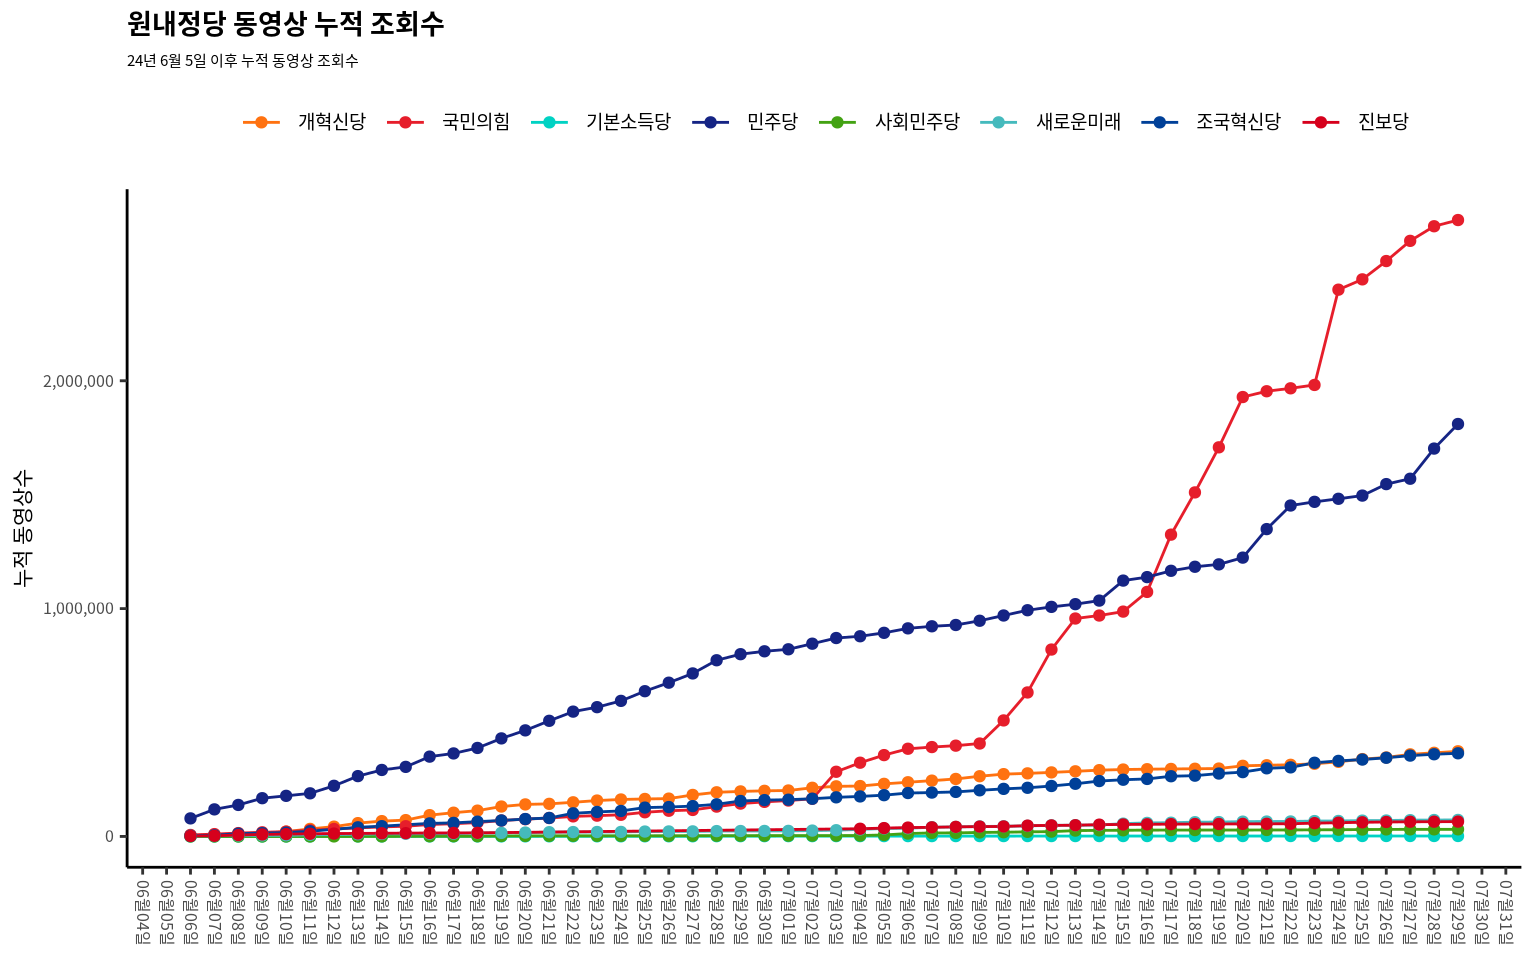 원내정당 동영상 누적 조회수
24년 6월 5일 이후 누적 동영상 조회수
개혁신당 국민의힘 기본소득당 민주당 사회민주당 새로운미래 조국혁신당 진보당
누적 동영상수
2,000,000
1,000,000
0
06월04일 06월05일 06월06일 06월07일 06월08일 06월09일 06월10일 06월11일 06월12일 06월13일 06월14일 06월15일 06월16일 06월17일 06월18일 06월19일 06월20일 06월21일 06월22일 06월23일 06월24일 06월25일 06월26일 06월27일 06월28일 06월29일 06월30일 07월01일 07월02일 07월03일 07월04일 07월05일 07월06일 07월07일 07월08일 07월09일 07월10일 07월11일 07월12일 07월13일 07월14일 07월15일 07월16일 07월17일 07월18일 07월19일 07월20일 07월21일 07월22일 07월23일 07월24일 07월25일 07월26일 07월27일 07월28일 07월29일 07월30일 07월31일